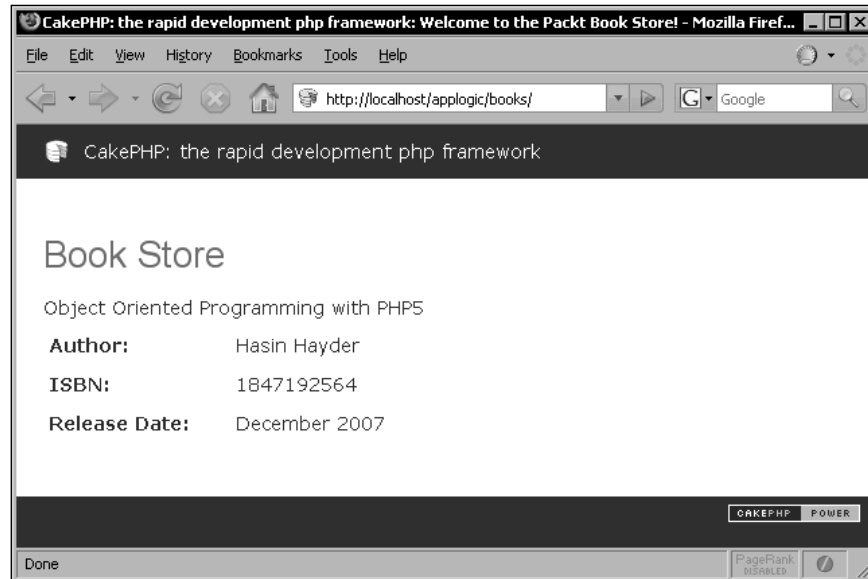 CakePHP: the rapid development php framework: Welcome to the Packt Book Store! - Mozilla Firef...
File Edit View History Bookmarks Tools Help
http://localhost/applogic/books/ G Google
CakePHP: the rapid development php framework
Book Store
Object Oriented Programming with PHP5
Author: Hasin Hayder
ISBN: 1847192564
Release Date: December 2007
CAKEPHP POWER
Done PageRank
DISABLED